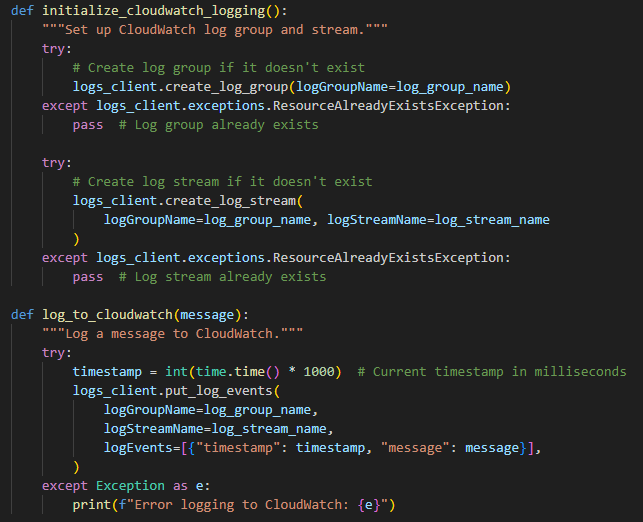 def initialize_cloudwatch_logging():
    """Set up CloudWatch log group and stream."""
    try:
        # Create log group if it doesn't exist
        logs_client.create_log_group(logGroupName=log_group_name)
    except logs_client.exceptions.ResourceAlreadyExistsException:
        pass  # Log group already exists

    try:
        # Create log stream if it doesn't exist
        logs_client.create_log_stream(
            logGroupName=log_group_name, logStreamName=log_stream_name
        )
    except logs_client.exceptions.ResourceAlreadyExistsException:
        pass  # Log stream already exists

def log_to_cloudwatch(message):
    """Log a message to CloudWatch."""
    try:
        timestamp = int(time.time() * 1000)  # Current timestamp in milliseconds
        logs_client.put_log_events(
            logGroupName=log_group_name,
            logStreamName=log_stream_name,
            logEvents=[{"timestamp": timestamp, "message": message}],
        )
    except Exception as e:
        print(f"Error logging to CloudWatch: {e}")